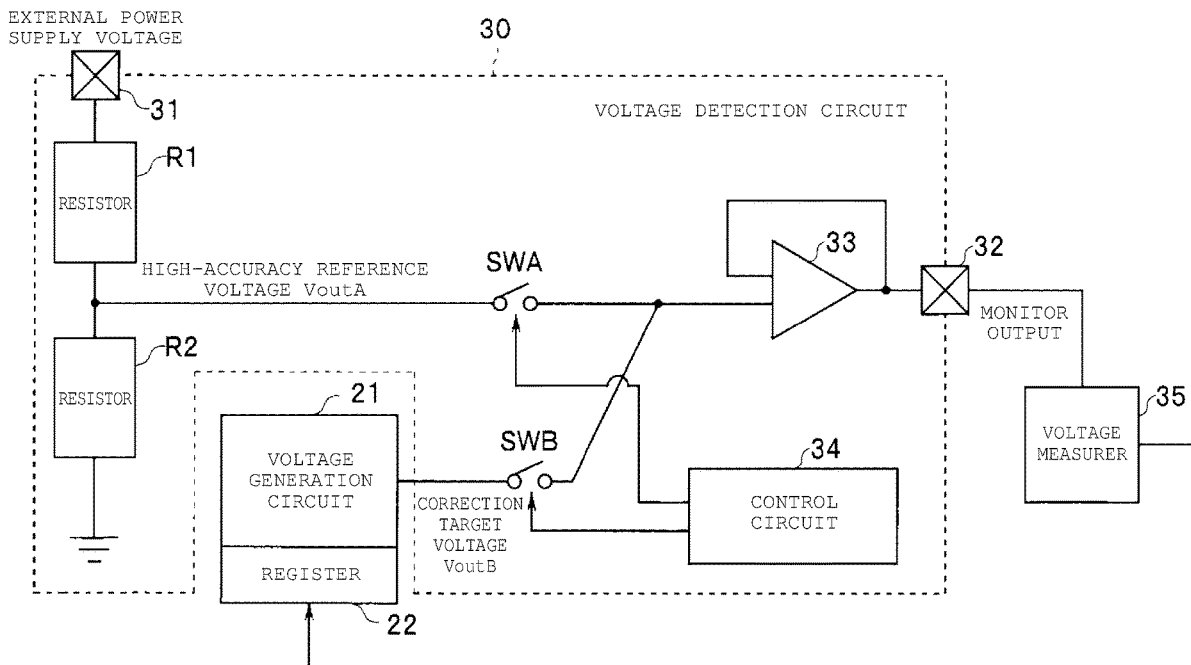 EXTERNAL POWER
SUPPLY VOLTAGE
30
31
VOLTAGE DETECTION CIRCUIT
R1
RESISTOR
33
32
HIGH-ACCURACY REFERENCE
VOLTAGE VoutA
SWA
MONITOR
OUTPUT
R2
RESISTOR
21
35
VOLTAGE
MEASURER
SWB
34
VOLTAGE
GENERATION
CIRCUIT
CORRECTION
TARGET
VOLTAGE
VoutB
CONTROL
CIRCUIT
REGISTER
22